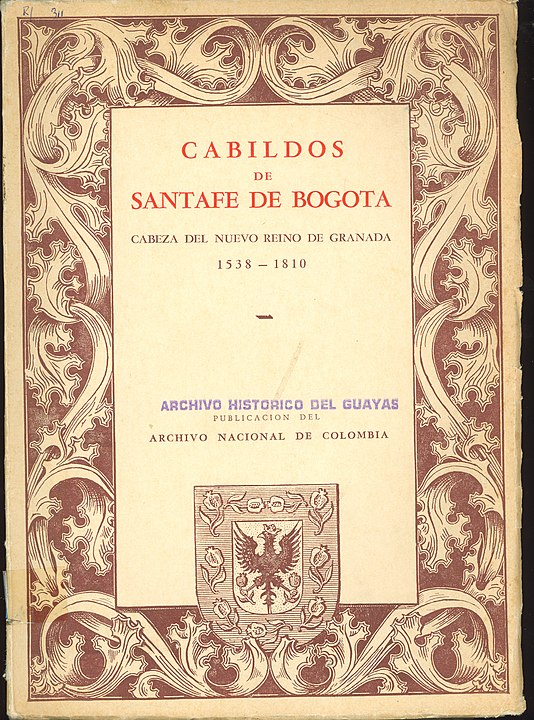 CABILDOS
DE
SANTAFE DE BOGOTA
CABEZA DEL NUEVO REINO DE GRANADA
1538 – 1810
ARCHIVO HISTORICO DEL GUAYAS
PUBLICACION DEL
ARCHIVO NACIONAL DE COLOMBIA